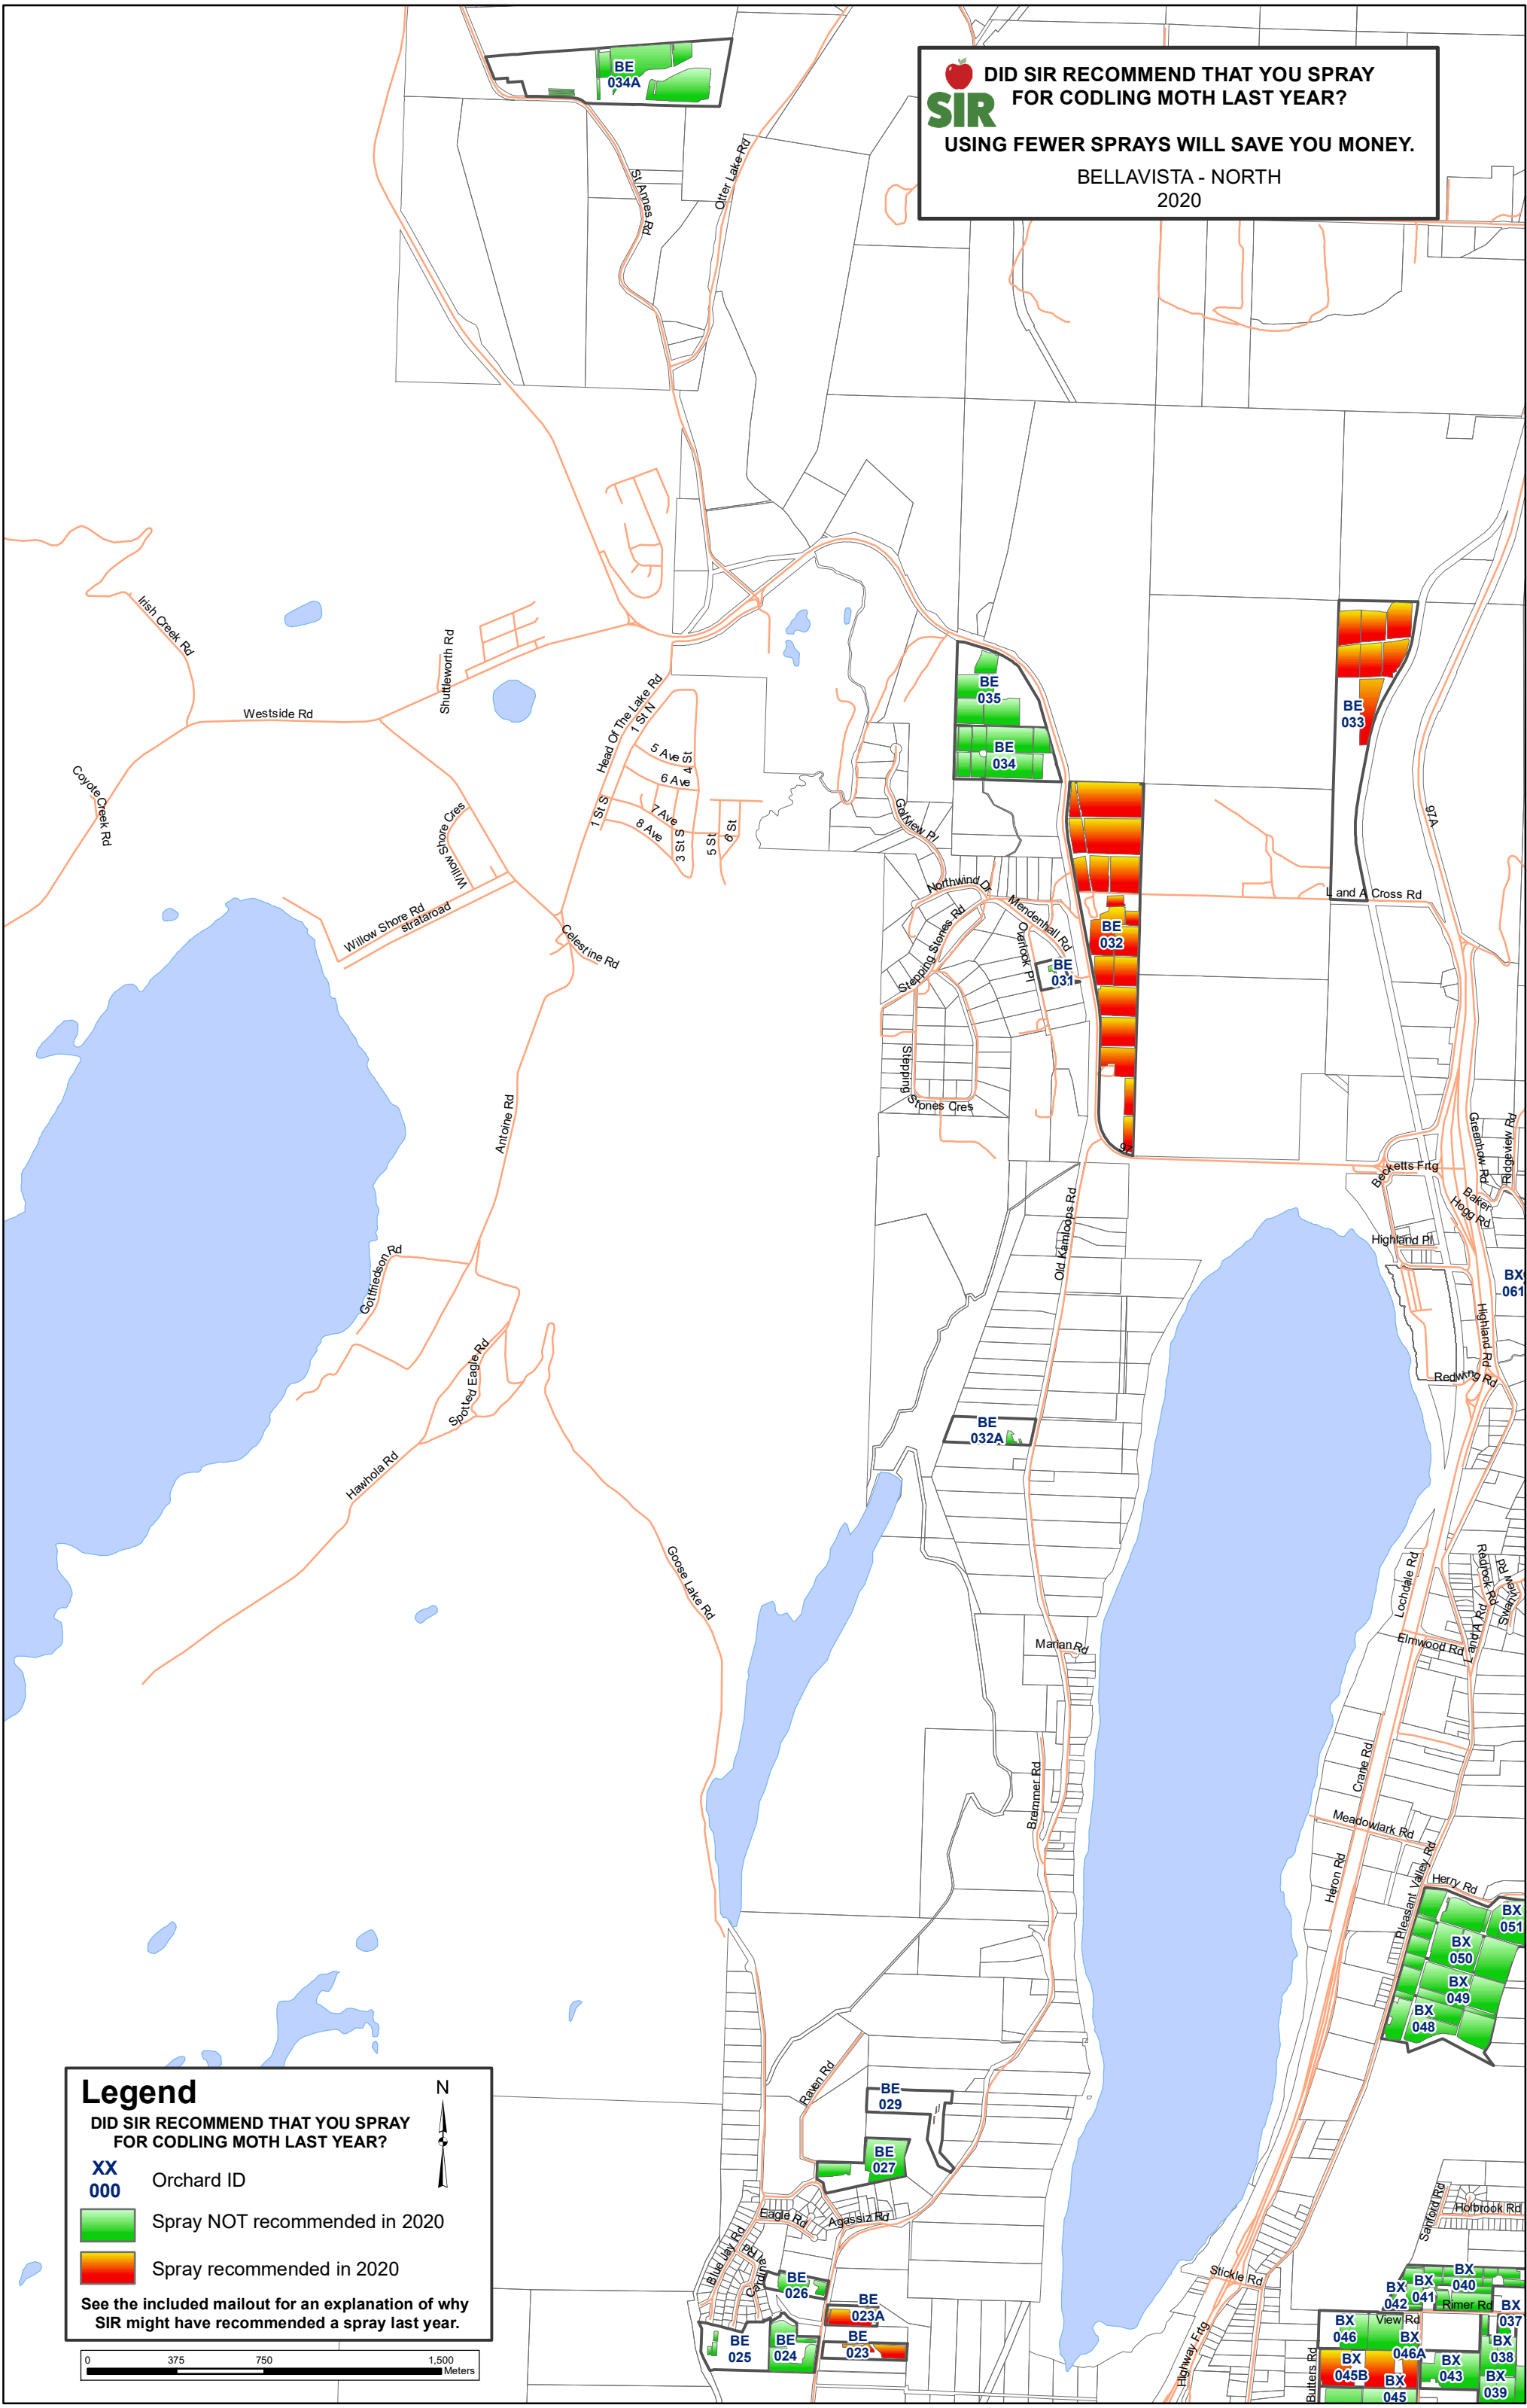 SIR
DID SIR RECOMMEND THAT YOU SPRAY
FOR CODLING MOTH LAST YEAR?
USING FEWER SPRAYS WILL SAVE YOU MONEY.
BELLAVISTA - NORTH
2020
BE
034A
St Annes Rd
Otter Lake Rd
Irish Creek Rd
Shuttleworth Rd
Westside Rd
Coyote Creek Rd
Head Of The Lake Rd
1 St N
5 Ave
4 St
6 Ave
1 St S
7 Ave
8 Ave
3 St S
5 St
6 St
Willow Shore Cres
Willow Shore Rd
strataroad
Celestine Rd
BE
035
BE
034
BE
033
97A
Golfview Pl
Northwind Dr
Mendenhall Rd
L and A Cross Rd
Stepping Stones Rd
Overlook Pl
BE
032
BE
031
Stepping
Stones Cres
97
Antoine Rd
Becketts Frtg
Greenhow Rd
Ridgeview Rd
Baker
Hogg Rd
Old Kamloops Rd
Highland Pl
Gottfriedson Rd
BX
061
Highland Rd
Redwing Rd
Spotted Eagle Rd
Hawhola Rd
BE
032A
Goose Lake Rd
Lochdale Rd
Redrock Rd
Swanview Rd
Elmwood Rd
L and A Rd
Marian Rd
Bremmer Rd
Crane Rd
Meadowlark Rd
Heron Rd
Pleasant Valley Rd
Herry Rd
BX
051
BX
050
BX
049
BX
048
Raven Rd
BE
029
BE
027
Eagle Rd
Agassiz Rd
Blue Jay Rd
Cardinal Rd
BE
026
BE
023A
BE
025
BE
024
BE
023
Sanford Rd
Holbrook Rd
Stickle Rd
Highway Frtg
BX
040
BX
041
BX
042
Rimer Rd
BX
037
View Rd
BX
046
BX
046A
BX
038
Butters Rd
BX
045B
BX
043
BX
045
BX
039
Legend
N
DID SIR RECOMMEND THAT YOU SPRAY
FOR CODLING MOTH LAST YEAR?
XX
000
Orchard ID
Spray NOT recommended in 2020
Spray recommended in 2020
See the included mailout for an explanation of why
SIR might have recommended a spray last year.
0 375 750 1,500
Meters